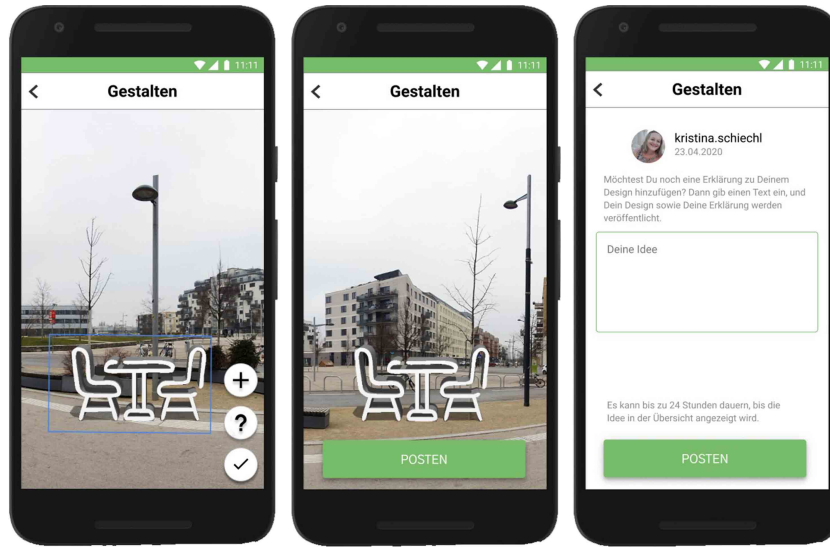 11:11
Gestalten
+
?
11:11
Gestalten
POSTEN
11:11
Gestalten
kristina.schiechl
23.04.2020
Möchtest Du noch eine Erklärung zu Deinem
Design hinzufügen? Dann gib einen Text ein, und
Dein Design sowie Deine Erklärung werden
veröffentlicht.
Deine Idee
Es kann bis zu 24 Stunden dauern, bis die
Idee in der Übersicht angezeigt wird.
POSTEN